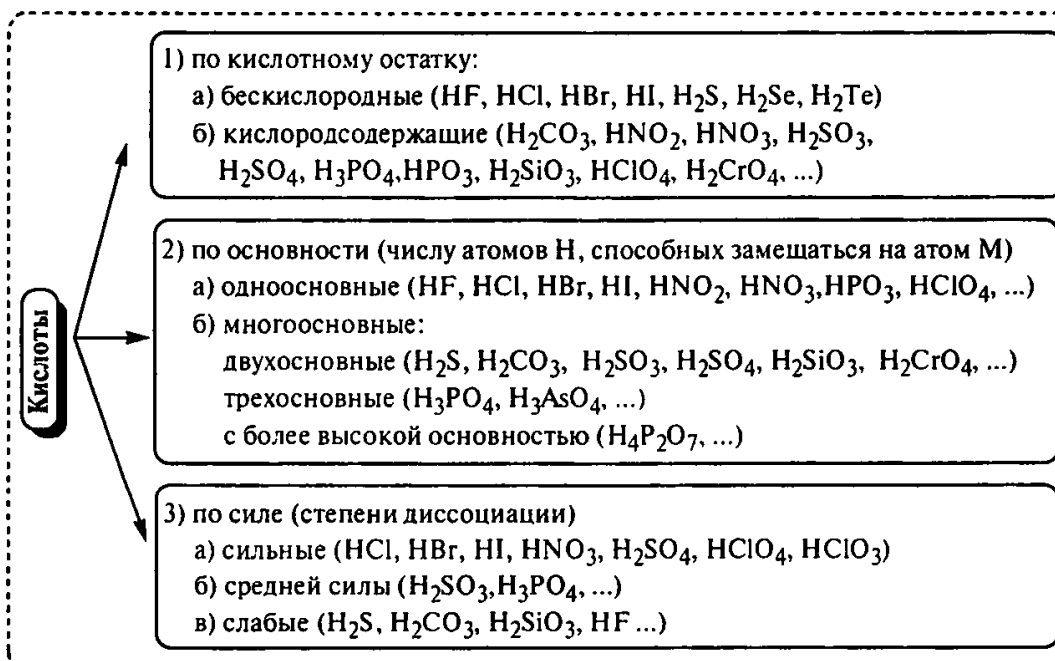 Кислоты
1) по кислотному остатку:
а) бескислородные (HF, HCl, HBr, HI, H₂S, H₂Se, H₂Te)
б) кислородсодержащие (H₂CO₃, HNO₂, HNO₃, H₂SO₃,
H₂SO₄, H₃PO₄,HPO₃, H₂SiO₃, HClO₄, H₂CrO₄, ...)
2) по основности (числу атомов H, способных замещаться на атом M)
а) одноосновные (HF, HCl, HBr, HI, HNO₂, HNO₃,HPO₃, HClO₄, ...)
б) многоосновные:
двухосновные (H₂S, H₂CO₃, H₂SO₃, H₂SO₄, H₂SiO₃, H₂CrO₄, ...)
трехосновные (H₃PO₄, H₃AsO₄, ...)
с более высокой основностью (H₄P₂O₇, ...)
3) по силе (степени диссоциации)
а) сильные (HCl, HBr, HI, HNO₃, H₂SO₄, HClO₄, HClO₃)
б) средней силы (H₂SO₃,H₃PO₄, ...)
в) слабые (H₂S, H₂CO₃, H₂SiO₃, HF ...)